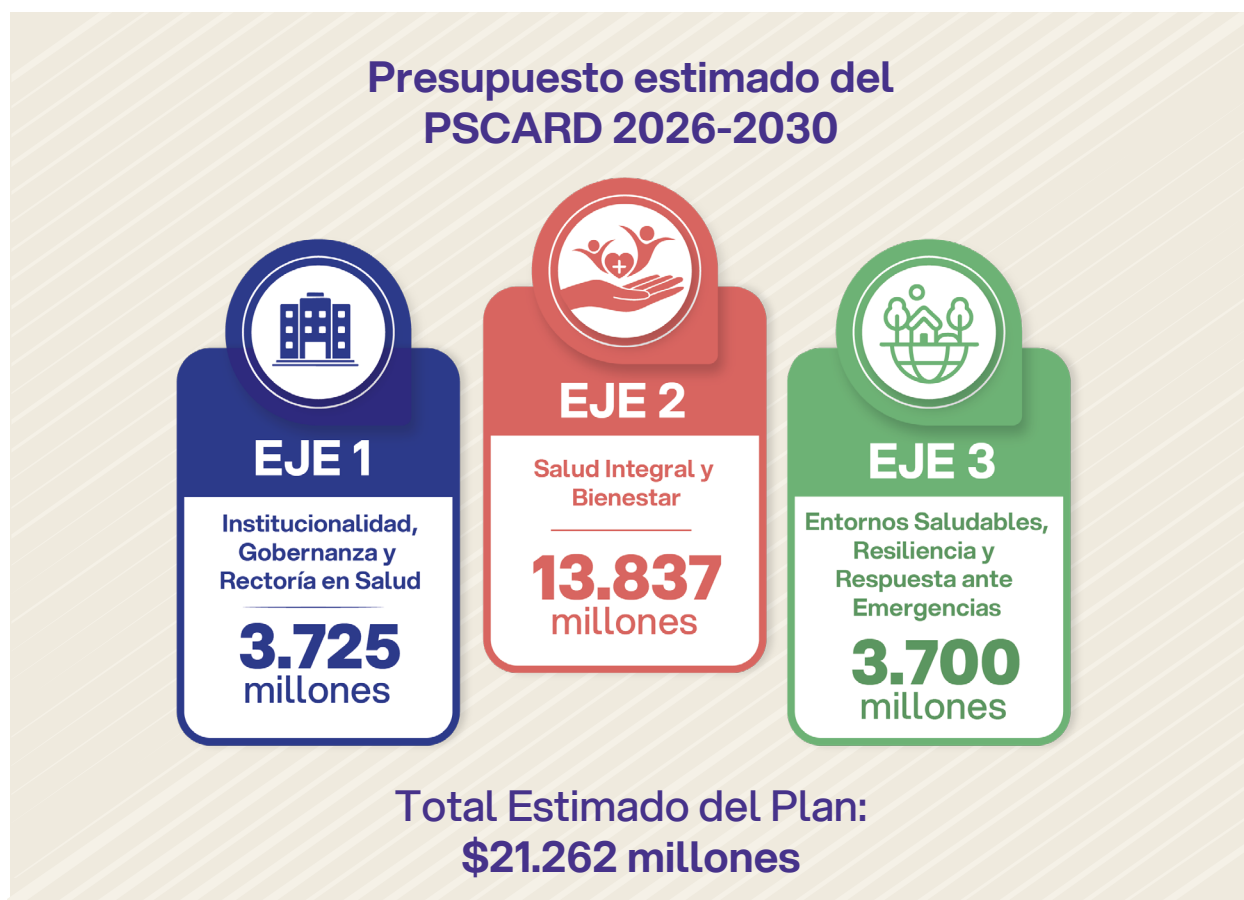 Presupuesto estimado del
PSCARD 2026-2030
EJE 1
Institucionalidad,
Gobernanza y
Rectoría en Salud
3.725
millones
EJE 2
Salud Integral y
Bienestar
13.837
millones
EJE 3
Entornos Saludables,
Resiliencia y
Respuesta ante
Emergencias
3.700
millones
Total Estimado del Plan:
$21.262 millones